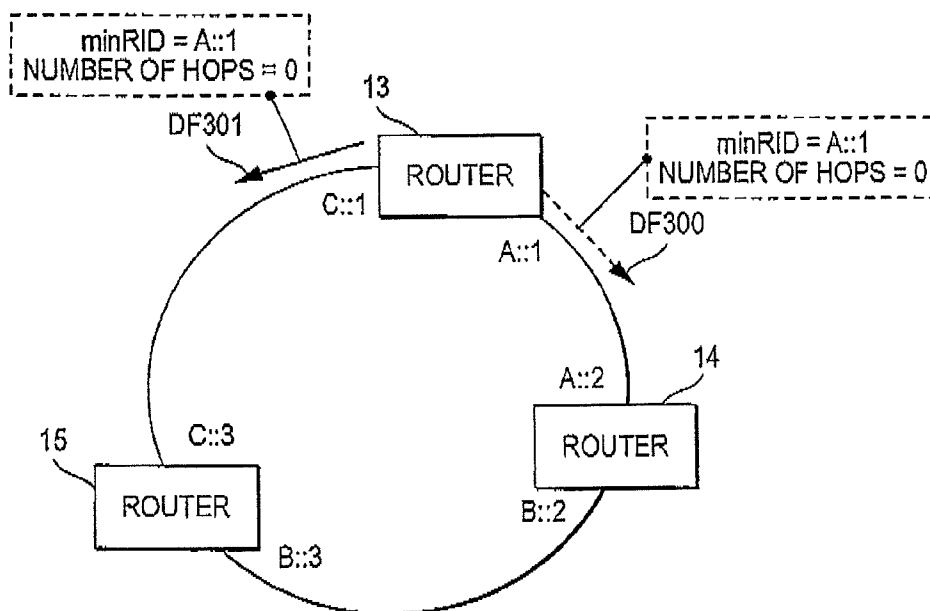 minRID = A::1
NUMBER OF HOPS = 0
13
DF301
ROUTER
minRID = A::1
NUMBER OF HOPS = 0
C::1
DF300
A::1
14
A::2
C::3
15
ROUTER
ROUTER
B::2
B::3